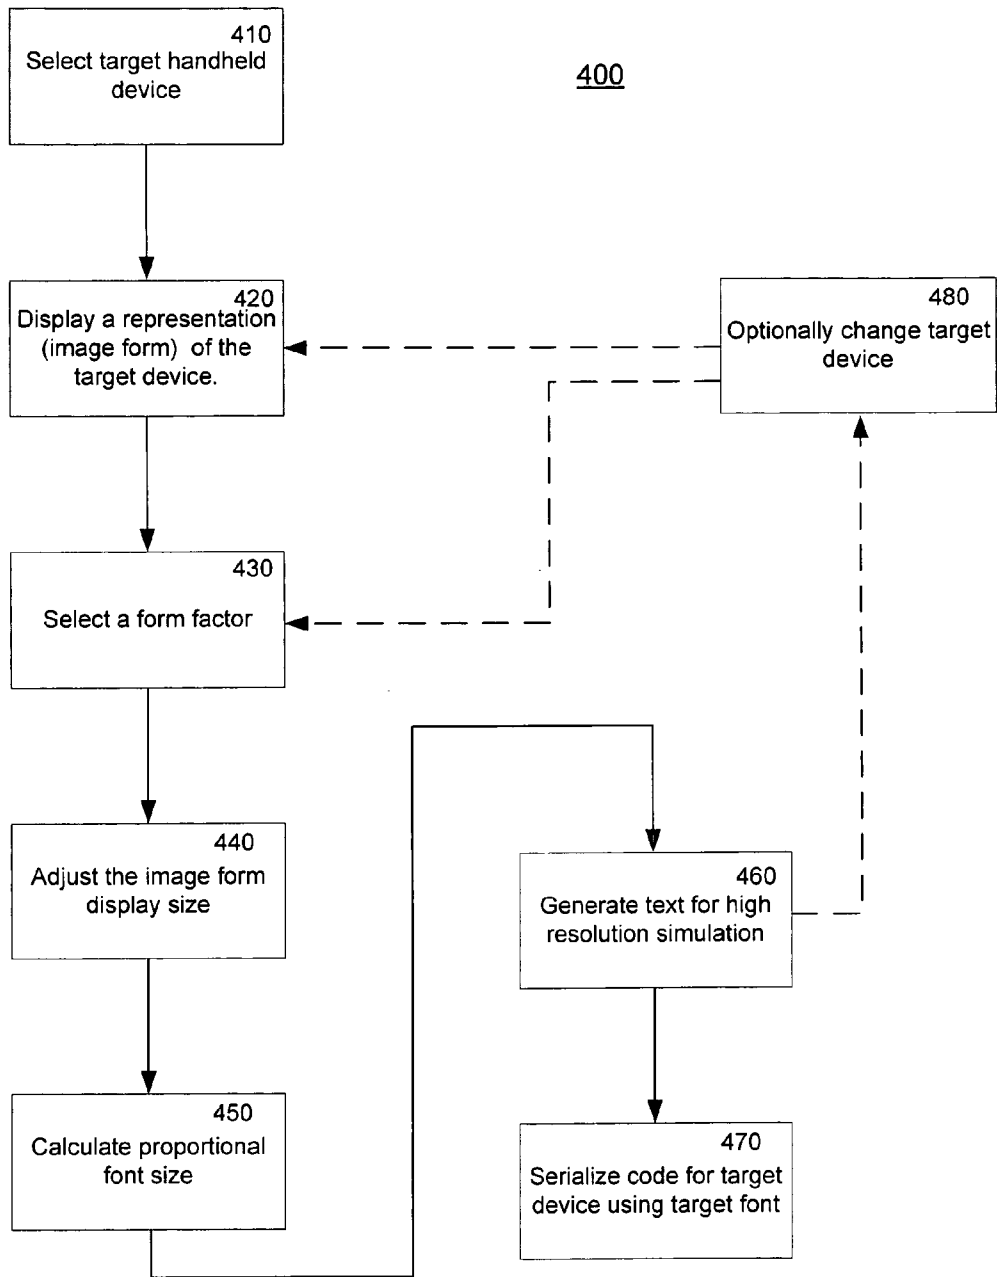 410
Select target handheld
device
400
420
Display a representation
(image form) of the
target device.
480
Optionally change target
device
430
Select a form factor
440
Adjust the image form
display size
460
Generate text for high
resolution simulation
450
Calculate proportional
font size
470
Serialize code for target
device using target font